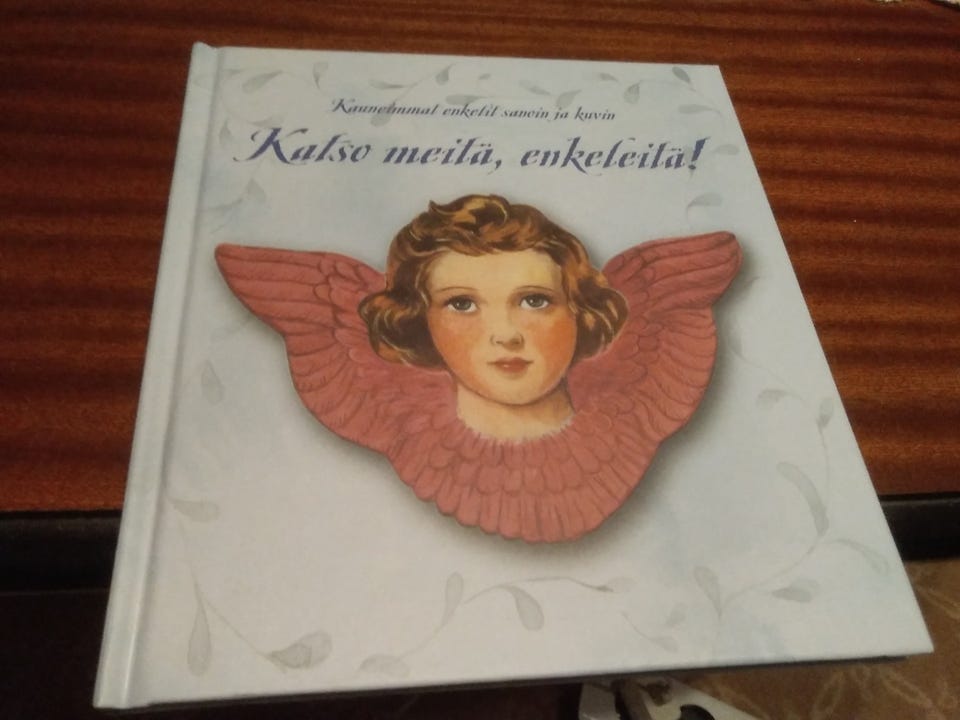 Kauneimmat enkelit sanoin ja kuvin
Katso meitä, enkeleitä!